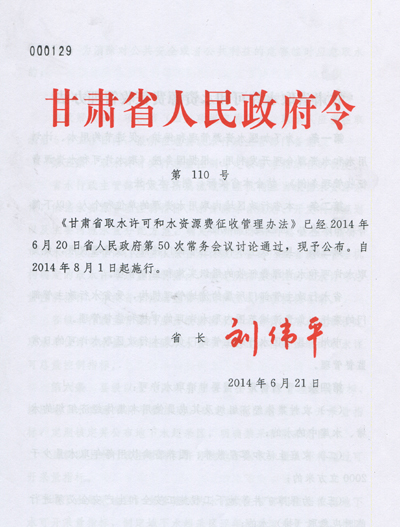 000129
甘肃省人民政府令
第 110 号
《甘肃省取水许可和水资源费征收管理办法》已经2014年
6月20日省人民政府第50次常务会议讨论通过，现予公布。自
2014年8月1日起施行。
省 长 刘伟平
2014年6月21日